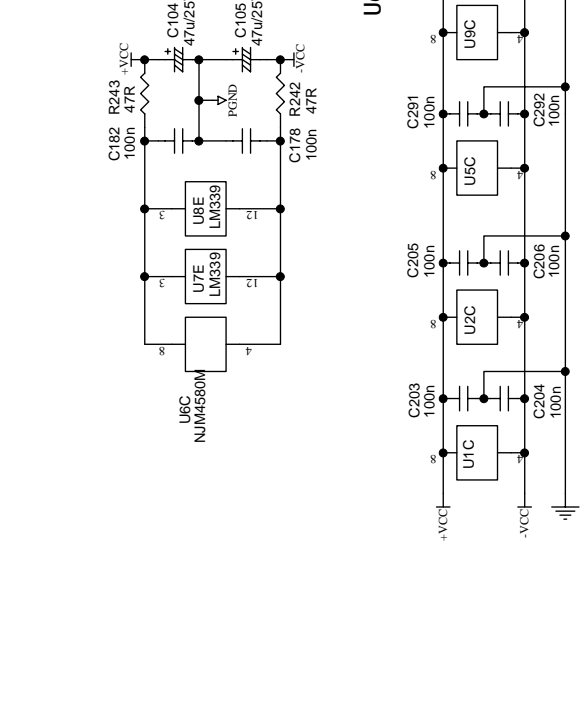 C104
47u/25
C105
47u/25
+VCC
-VCC
R243
47R
PGND
R242
47R
C182
100n
C178
100n
3
U8E
LM339
12
3
U7E
LM339
12
8
4
U6C
NJM4580M
8
U9C
4
C291
100n
C292
100n
8
U5C
4
C205
100n
C206
100n
8
U2C
4
C203
100n
C204
100n
8
U1C
4
+VCC
-VCC